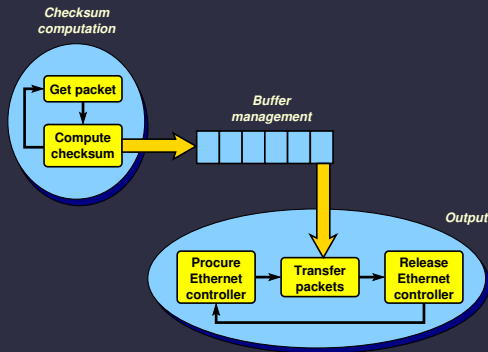 Checksum
computation
Get packet
Compute
checksum
Buffer
management
Output
Procure
Ethernet
controller
Transfer
packets
Release
Ethernet
controller